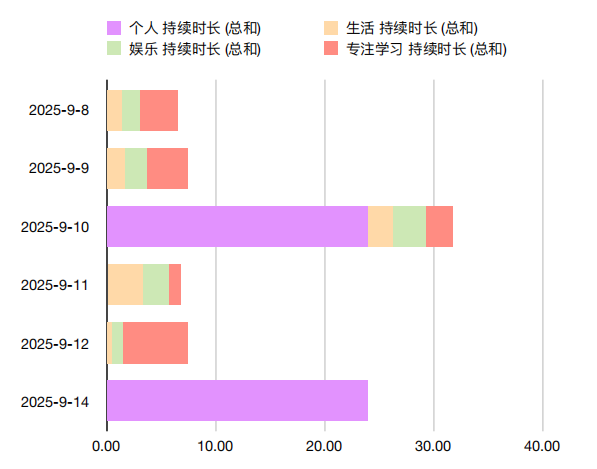 个人 持续时长 (总和)
生活 持续时长 (总和)
娱乐 持续时长 (总和)
专注学习 持续时长 (总和)
2025-9-8
2025-9-9
2025-9-10
2025-9-11
2025-9-12
2025-9-14
0.00 10.00 20.00 30.00 40.00